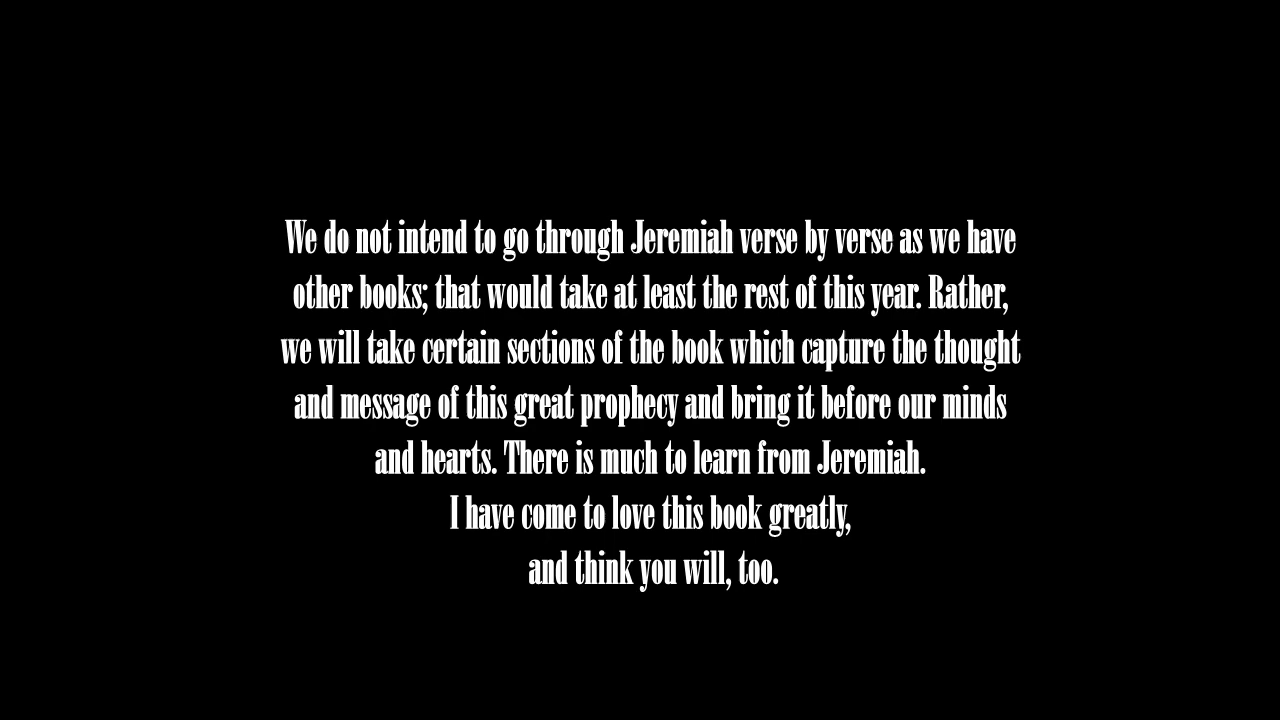 We do not intend to go through Jeremiah verse by verse as we have
other books; that would take at least the rest of this year. Rather,
we will take certain sections of the book which capture the thought
and message of this great prophecy and bring it before our minds
and hearts. There is much to learn from Jeremiah.
I have come to love this book greatly,
and think you will, too.